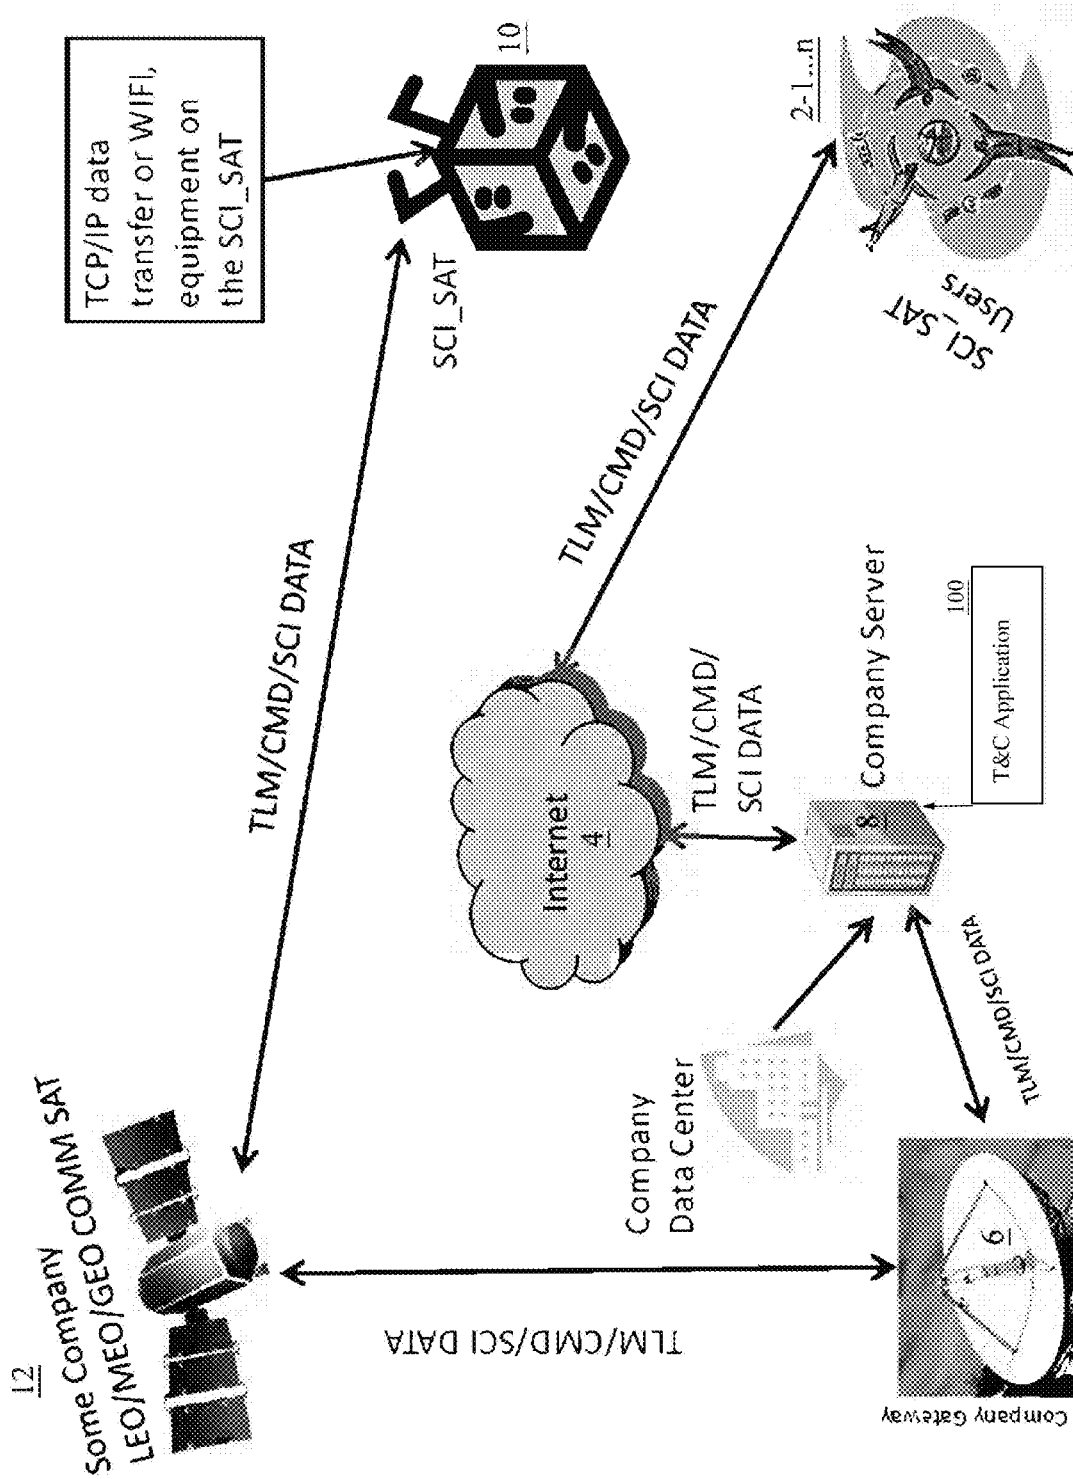 12
Some Company
LEO/MEO/GEO COMM SAT
TLM/CMD/SCI DATA
TCP/IP data
transfer or WIFI,
equipment on
the SCI_SAT
10
SCI_SAT
TLM/CMD/SCI DATA
Internet
4
TLM/CMD/SCI DATA
2-1...n
SCI_SAT
Users
TLM/CMD/
SCI DATA
Company
Data Center
8
Company Server
100
T&C Application
TLM/CMD/SCI DATA
6
Company Gateway